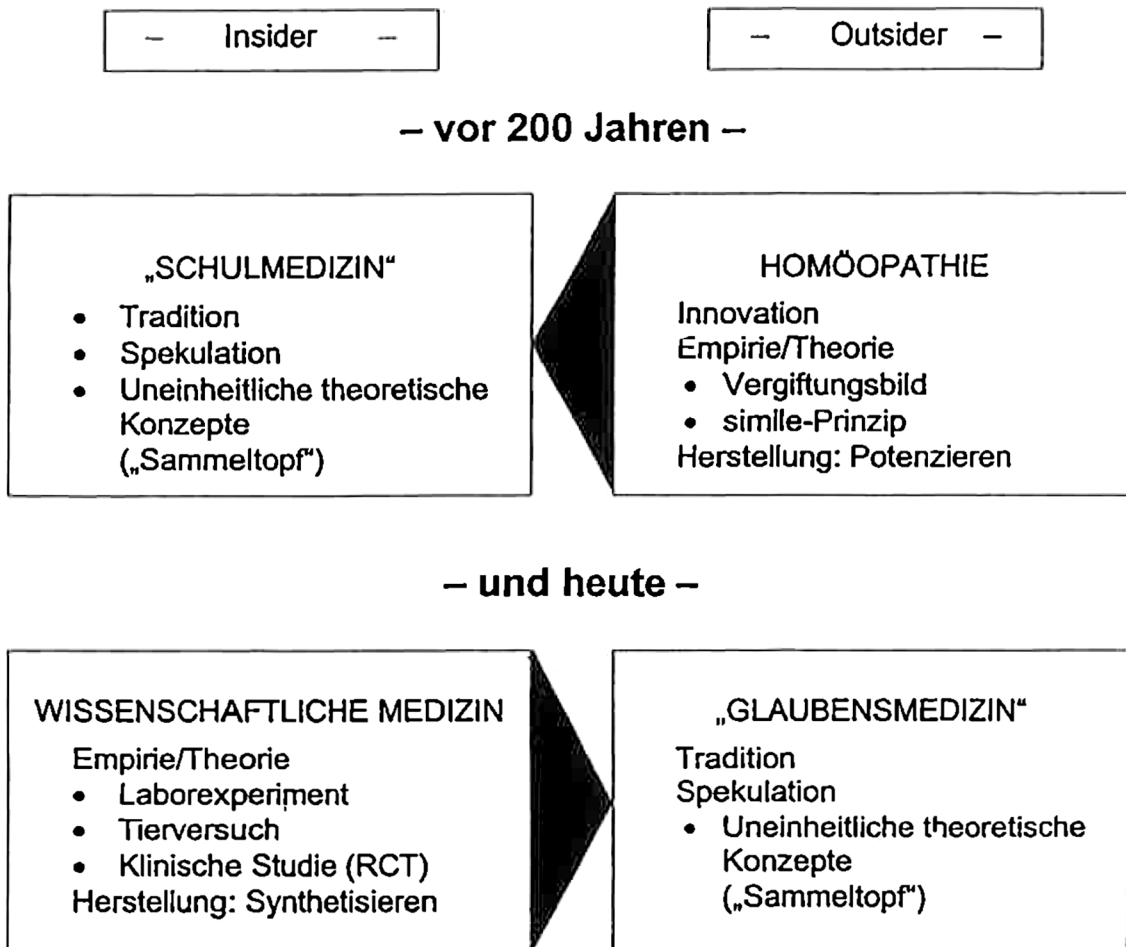 – Insider –
– Outsider –
– vor 200 Jahren –
„SCHULMEDIZIN“
• Tradition
• Spekulation
• Uneinheitliche theoretische
Konzepte
(„Sammeltopf“)
HOMÖOPATHIE
Innovation
Empirie/Theorie
• Vergiftungsbild
• simile-Prinzip
Herstellung: Potenzieren
– und heute –
WISSENSCHAFTLICHE MEDIZIN
Empirie/Theorie
• Laborexperiment
• Tierversuch
• Klinische Studie (RCT)
Herstellung: Synthetisieren
„GLAUBENSMEDIZIN“
Tradition
Spekulation
• Uneinheitliche theoretische
Konzepte
(„Sammeltopf“)